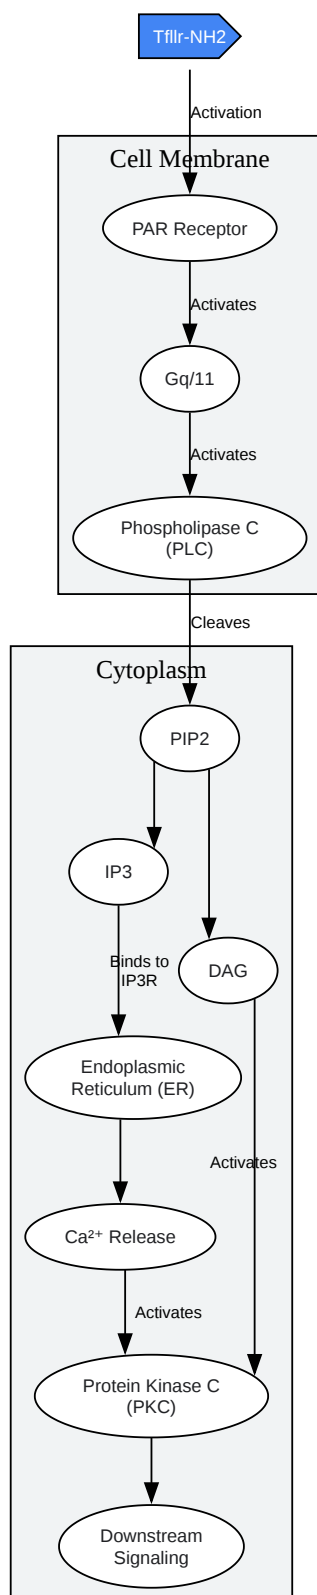 Tfllr-NH2
Activation
Cell Membrane
PAR Receptor
Activates
Gq/11
Activates
Phospholipase C
(PLC)
Cleaves
Cytoplasm
PIP2
IP3
Binds to
IP3R
DAG
Endoplasmic
Reticulum (ER)
Activates
Ca²⁺ Release
Activates
Protein Kinase C
(PKC)
Downstream
Signaling